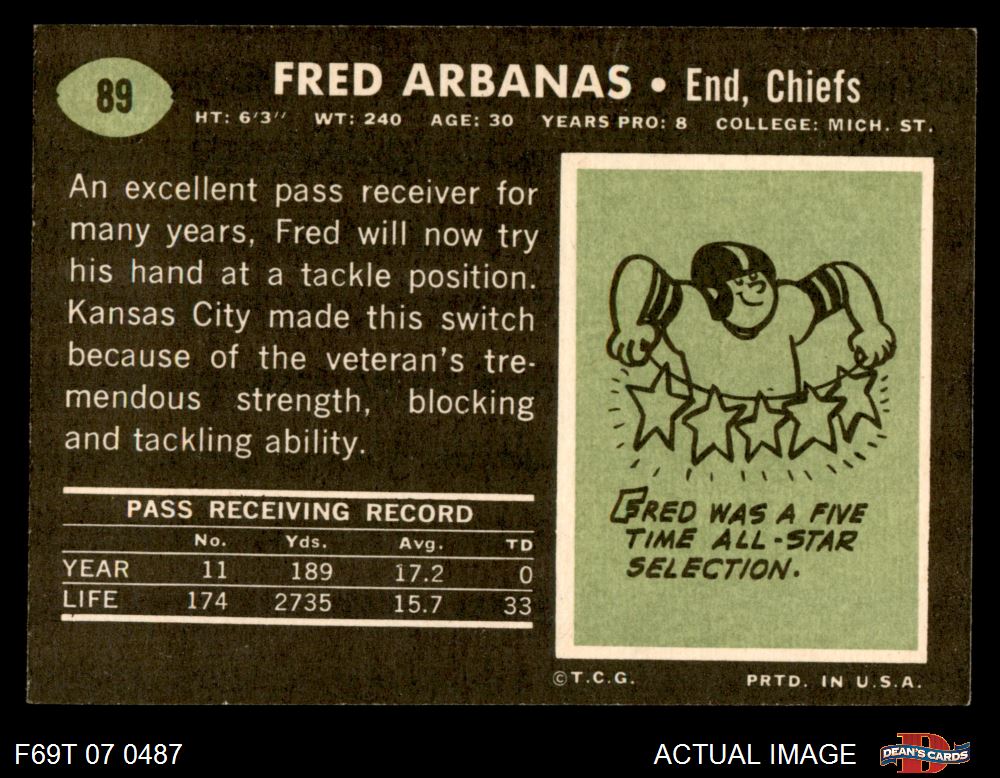 89
FRED ARBANAS • End, Chiefs
HT: 6'3" WT: 240 AGE: 30 YEARS PRO: 8 COLLEGE: MICH. ST.
An excellent pass receiver for
many years, Fred will now try
his hand at a tackle position.
Kansas City made this switch
because of the veteran's tre-
mendous strength, blocking
and tackling ability.
PASS RECEIVING RECORD
No. Yds. Avg. TD
YEAR 11 189 17.2 0
LIFE 174 2735 15.7 33
FRED WAS A FIVE
TIME ALL-STAR
SELECTION.
©T.C.G. PRTD. IN U.S.A.
F69T 07 0487
ACTUAL IMAGE
DEAN'S CARDS